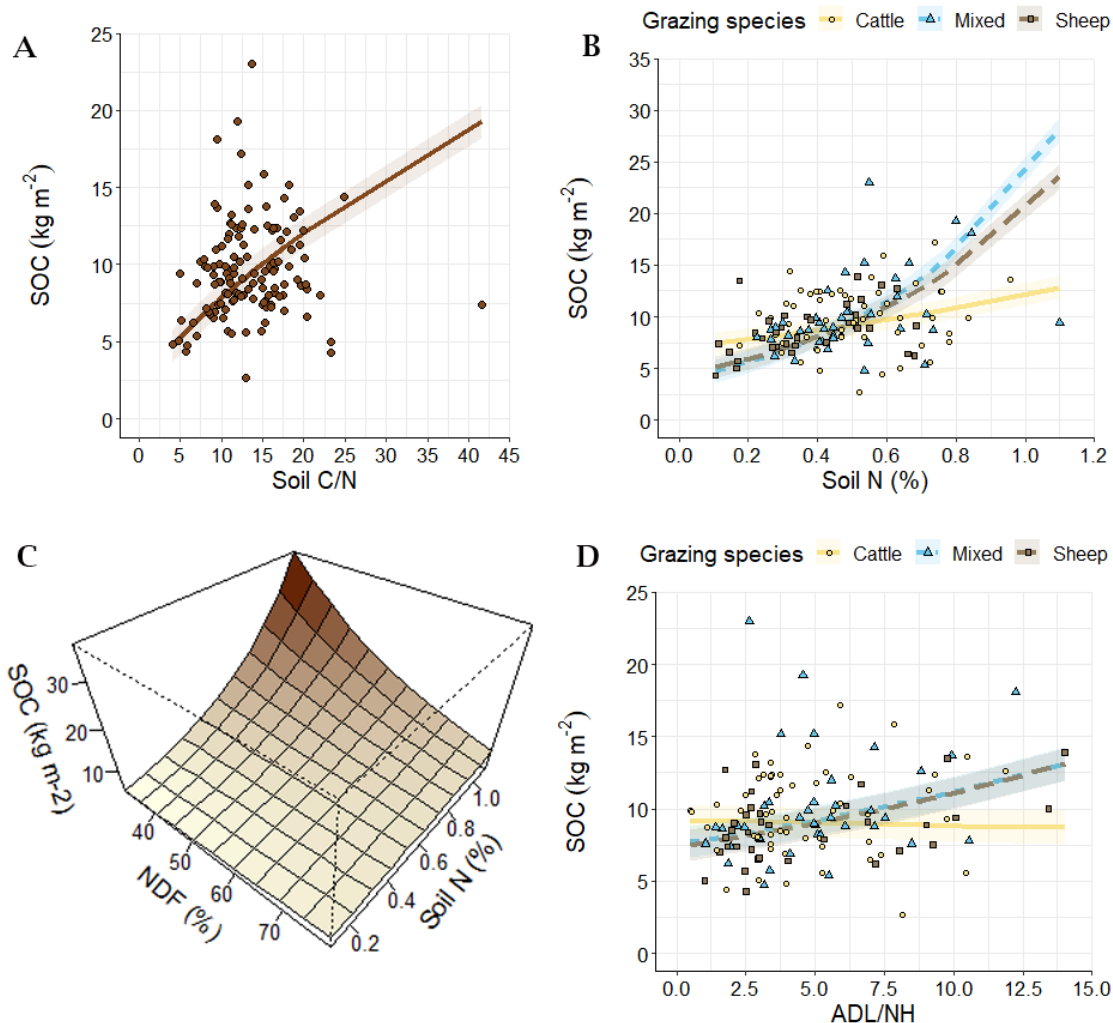 A
SOC (kg m-2)
25
20
15
10
5
0
0 5 10 15 20 25 30 35 40 45
Soil C/N
Grazing species Cattle Mixed Sheep
B
SOC (kg m-2)
35
30
25
20
15
10
5
0
0.0 0.2 0.4 0.6 0.8 1.0 1.2
Soil N (%)
C
SOC (kg m-2)
30
20
10
40
50
60
70
NDF (%)
0.2
0.4
0.6
0.8
1.0
Soil N (%)
Grazing species Cattle Mixed Sheep
D
SOC (kg m-2)
25
20
15
10
5
0
0.0 2.5 5.0 7.5 10.0 12.5 15.0
ADL/NH